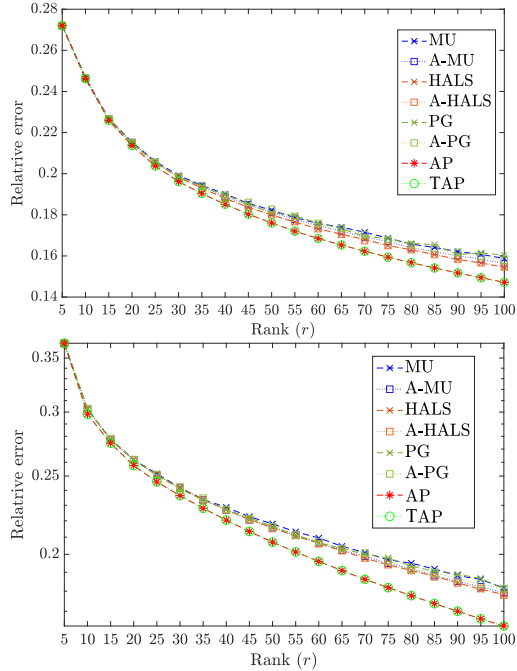 0.28
0.26
0.24
0.22
0.2
0.18
0.16
0.14
Relatrive error
MU
A-MU
HALS
A-HALS
PG
A-PG
AP
TAP
5 10 15 20 25 30 35 40 45 50 55 60 65 70 75 80 85 90 95 100
Rank (r)
0.35
0.3
0.25
0.2
Relatrive error
MU
A-MU
HALS
A-HALS
PG
A-PG
AP
TAP
5 10 15 20 25 30 35 40 45 50 55 60 65 70 75 80 85 90 95 100
Rank (r)